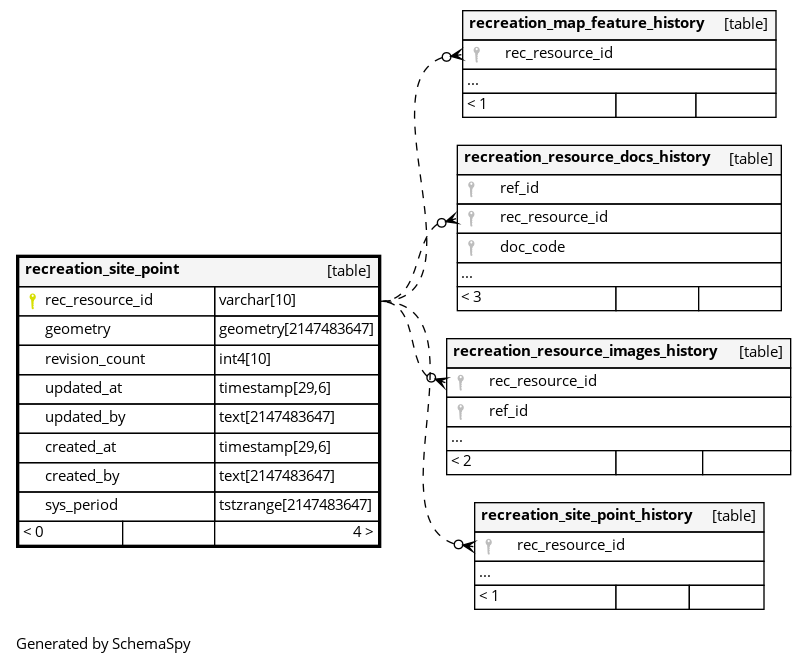 recreation_map_feature_history [table]
rec_resource_id
...
< 1
recreation_resource_docs_history [table]
ref_id
rec_resource_id
doc_code
...
< 3
recreation_site_point [table]
rec_resource_id varchar[10]
geometry geometry[2147483647]
revision_count int4[10]
updated_at timestamp[29,6]
updated_by text[2147483647]
created_at timestamp[29,6]
created_by text[2147483647]
sys_period tstzrange[2147483647]
< 0 4 >
recreation_resource_images_history [table]
rec_resource_id
ref_id
...
< 2
recreation_site_point_history [table]
rec_resource_id
...
< 1
Generated by SchemaSpy